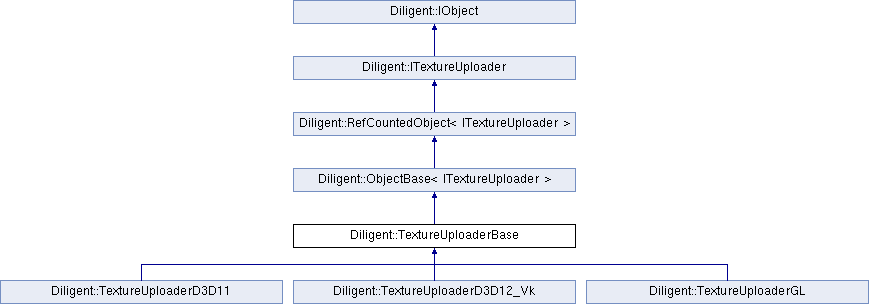 Diligent::IObject
Diligent::ITextureUploader
Diligent::RefCountedObject< ITextureUploader >
Diligent::ObjectBase< ITextureUploader >
Diligent::TextureUploaderBase
Diligent::TextureUploaderD3D11
Diligent::TextureUploaderD3D12_Vk
Diligent::TextureUploaderGL